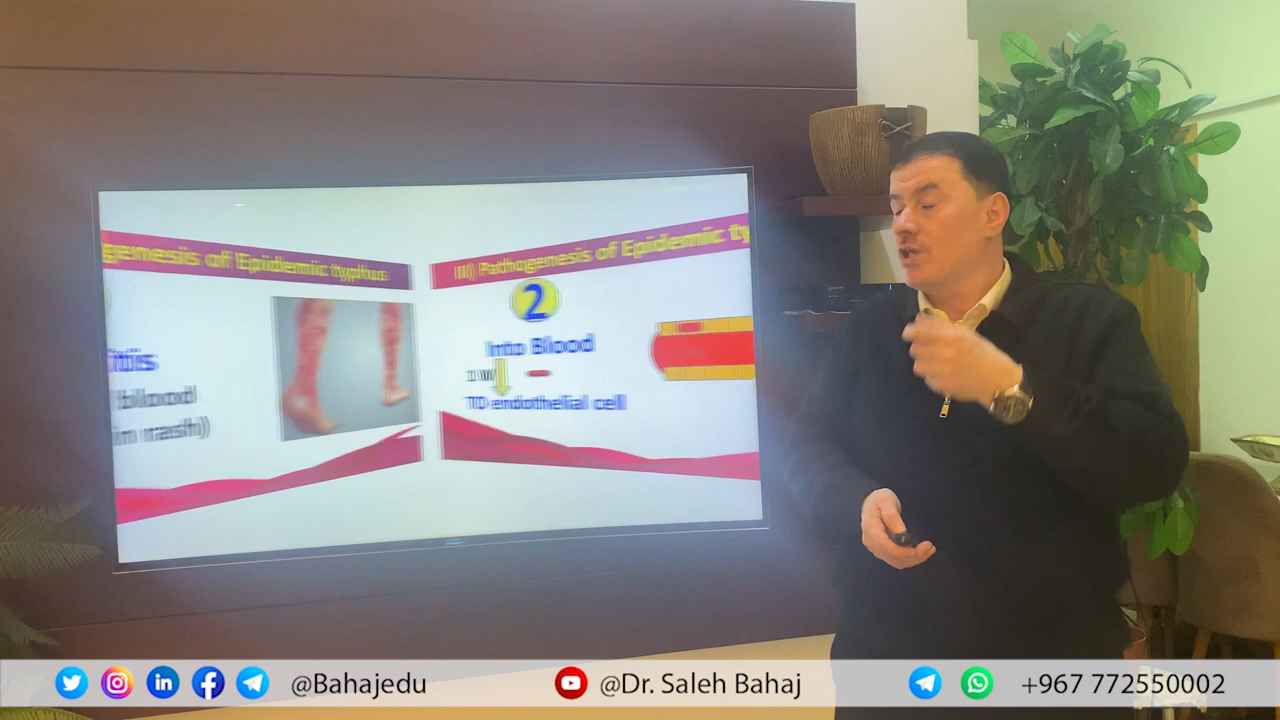 genesis of Epidemic typhus
itis
blood
im rash)
III) Pathogenesis of Epidemic ty
2
Into Blood
TO endothelial cell
@Bahajedu
@Dr. Saleh Bahaj
+967 772550002